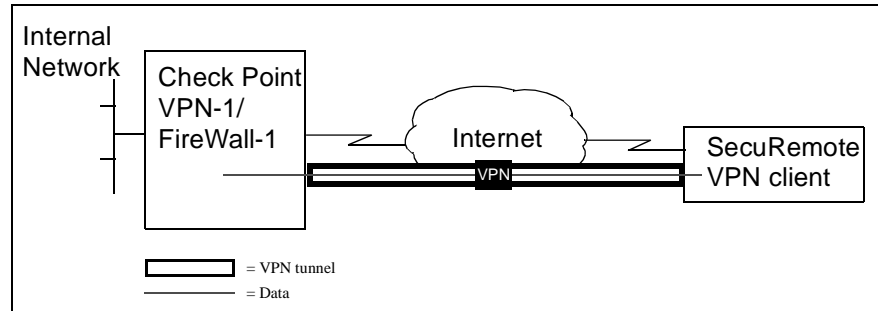 Internal
Network
Check Point
VPN-1/
FireWall-1
Internet
VPN
SecuRemote
VPN client
= VPN tunnel
= Data